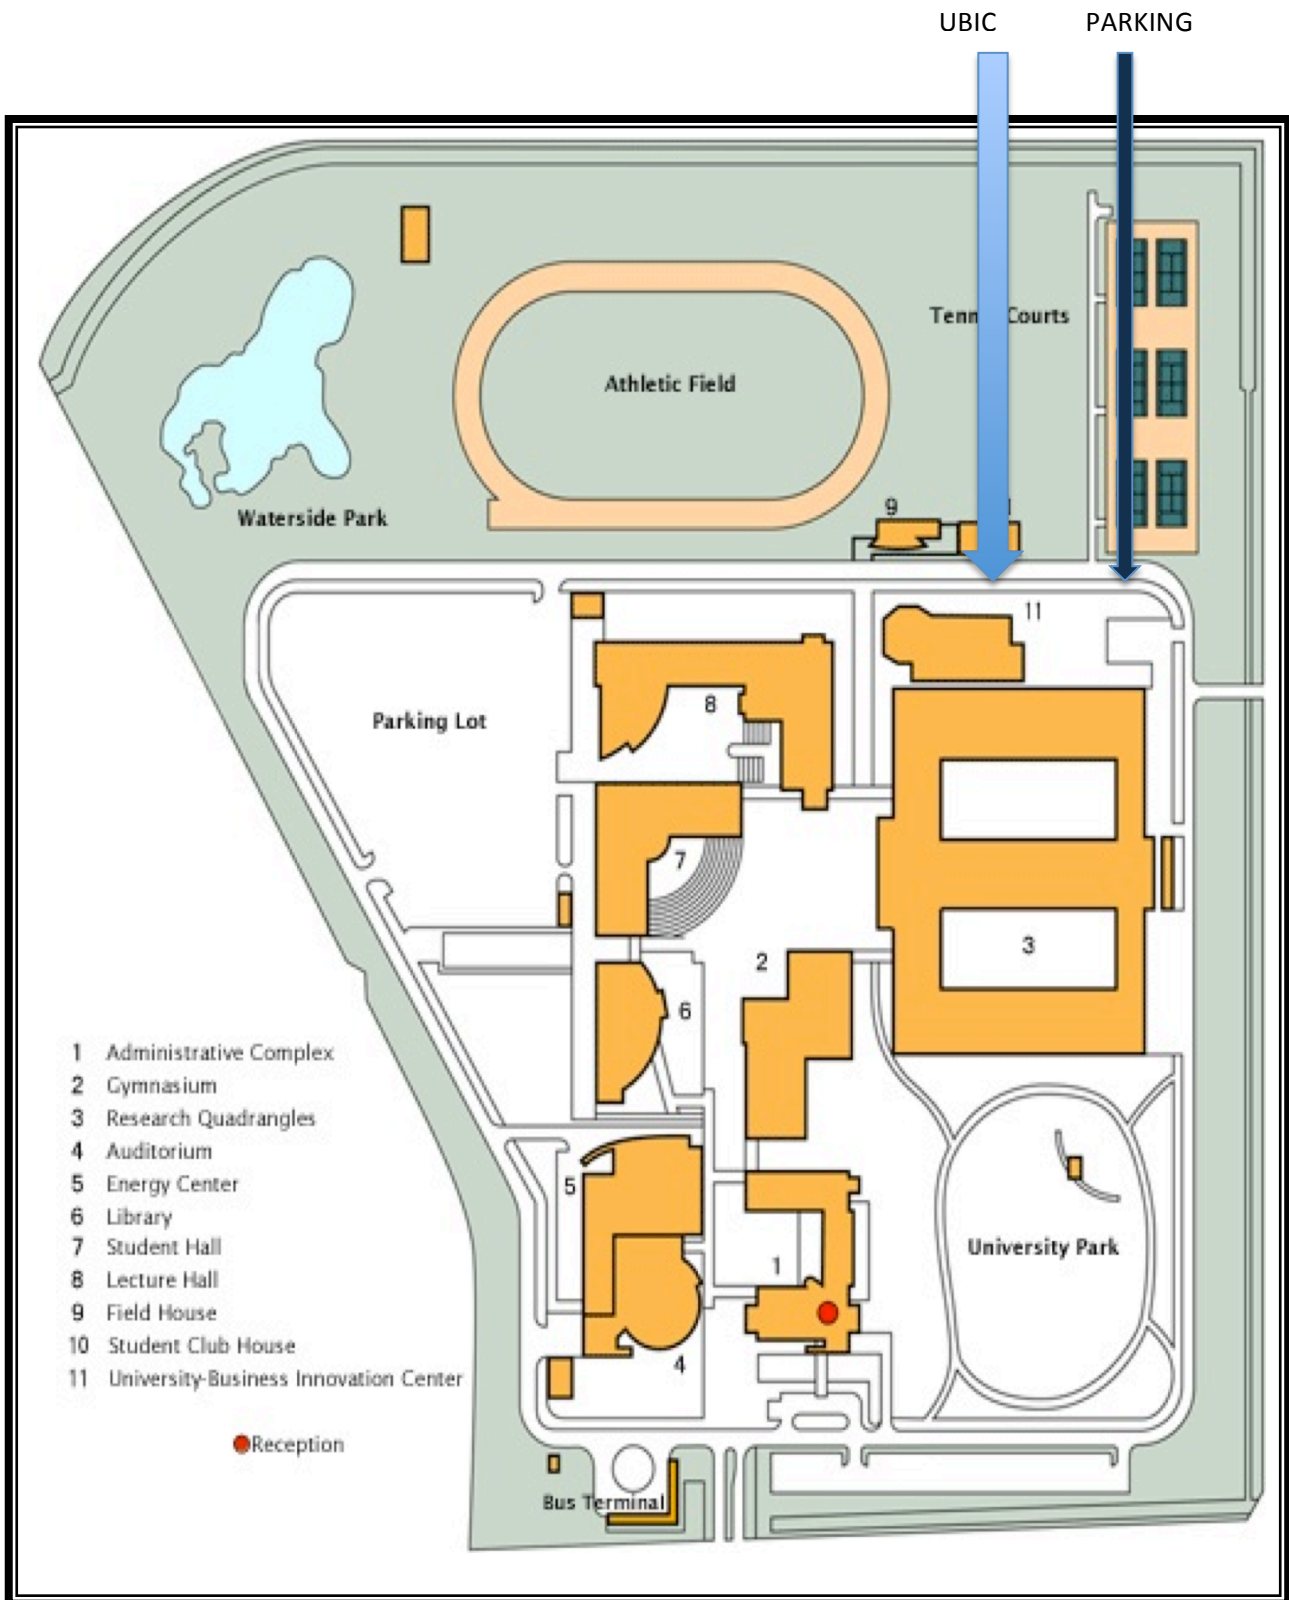 UBIC PARKING
Tenn Courts
Athletic Field
Waterside Park
9
11
8
Parking Lot
7
3
2
6
1 Administrative Complex
2 Gymnasium
3 Research Quadrangles
4 Auditorium
5 Energy Center
6 Library
7 Student Hall
8 Lecture Hall
9 Field House
10 Student Club House
11 University-Business Innovation Center
5
University Park
1
4
Reception
Bus Terminal